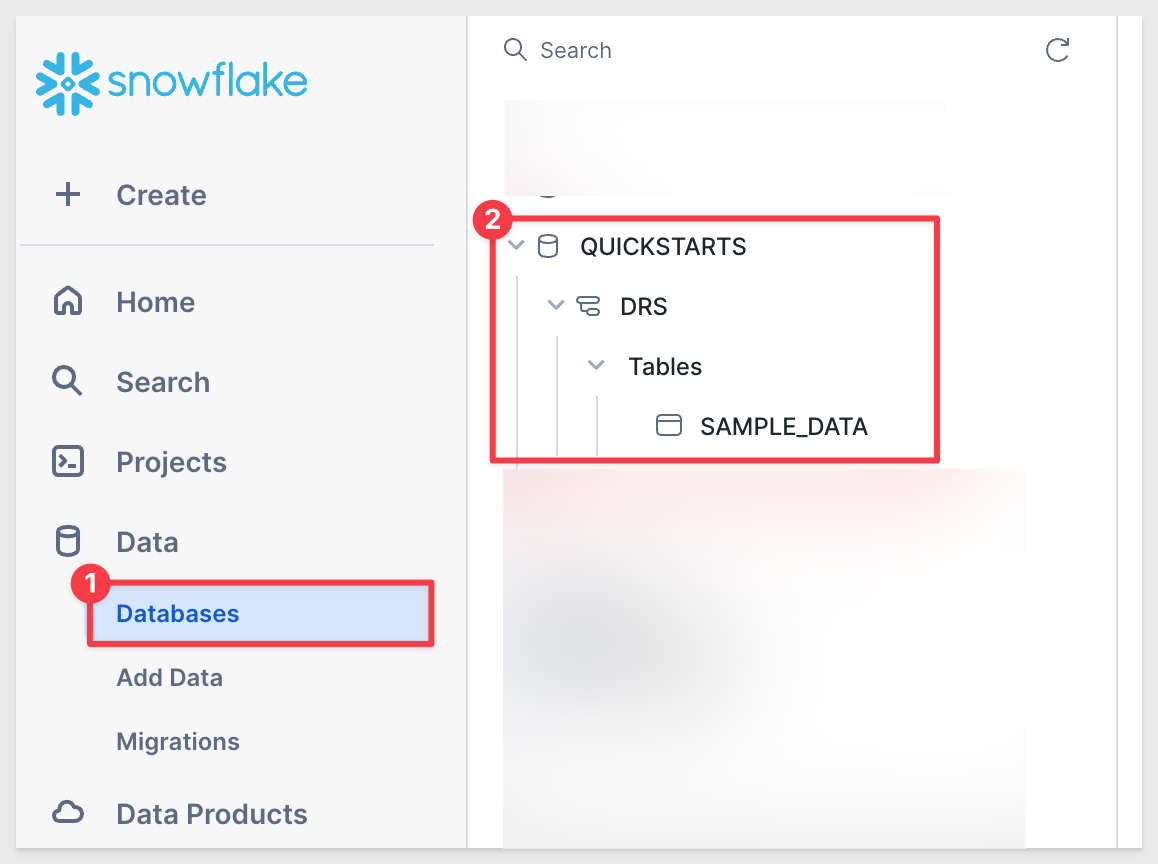 snowflake
Create
Home
Search
Projects
Data
1
Databases
Add Data
Migrations
Data Products
Search
2
QUICKSTARTS
DRS
Tables
SAMPLE_DATA